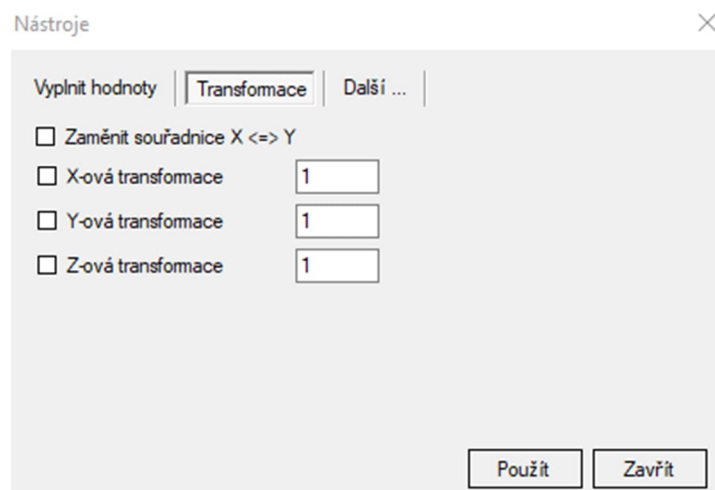 Nástroje
Vyplnit hodnoty Transformace Další ...
Zaměnit souřadnice X <=> Y
X-ová transformace 1
Y-ová transformace 1
Z-ová transformace 1
Použít Zavřít